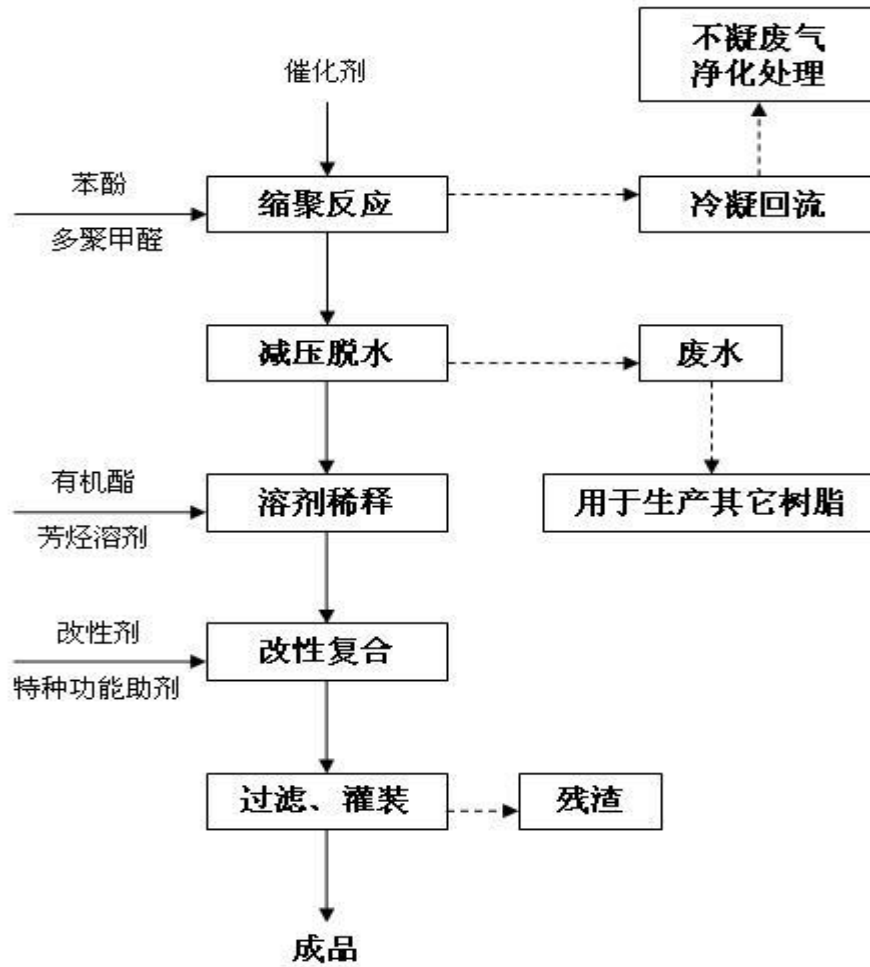 不凝废气
净化处理
催化剂
苯酚
多聚甲醛
缩聚反应
冷凝回流
减压脱水
废水
有机酯
芳烃溶剂
溶剂稀释
用于生产其它树脂
改性剂
特种功能助剂
改性复合
过滤、灌装
残渣
成品